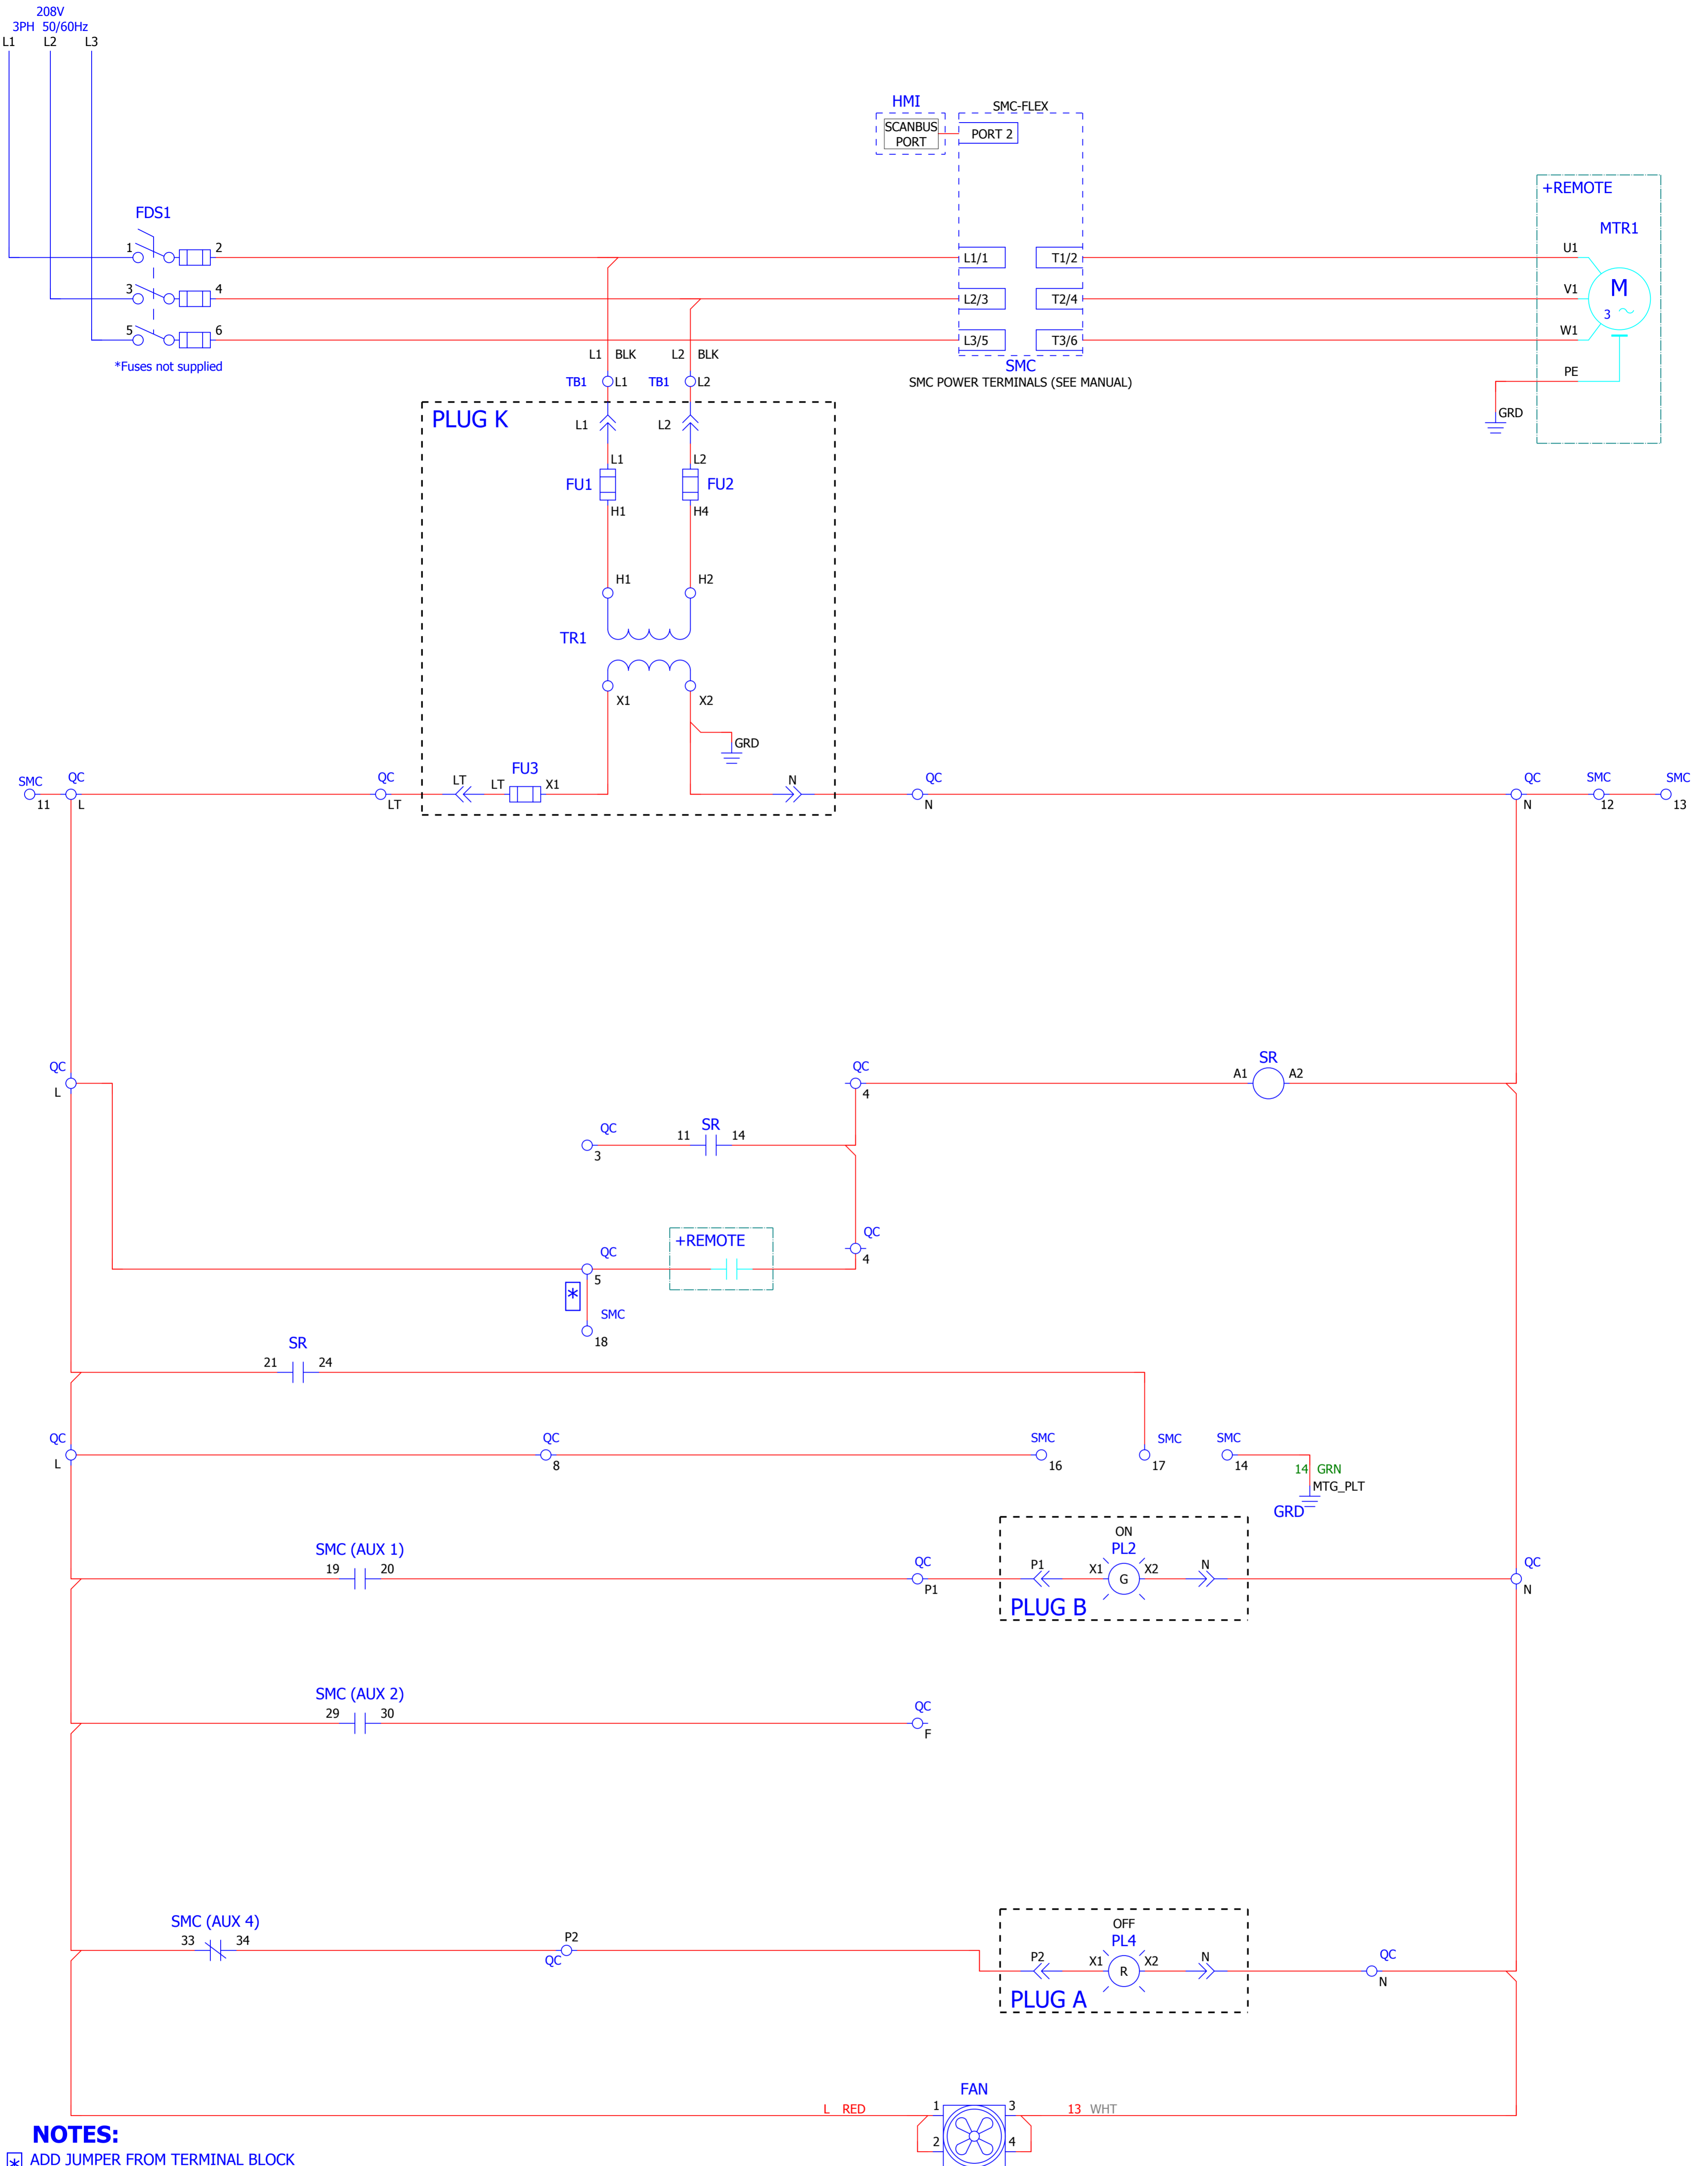 208V
3PH 50/60Hz
L1 L2 L3
HMI
SMC-FLEX
SCANBUS
PORT
PORT 2
+REMOTE
FDS1
MTR1
1 2
L1/1 T1/2
U1
3 4
L2/3 T2/4
V1
M
3
5 6
L3/5 T3/6
W1
*Fuses not supplied
L1 BLK L2 BLK
SMC
PE
TB1 L1 TB1 L2
SMC POWER TERMINALS (SEE MANUAL)
GRD
PLUG K
L1 L2
L1 L2
FU1 FU2
H1 H4
H1 H2
TR1
X1 X2
GRD
SMC QC QC
LT LT FU3 X1 N
QC QC SMC SMC
11 L LT N N 12 13
QC QC SR
A1 A2
L 4
QC 11 SR 14
3
+REMOTE QC
QC 4
5
*
SMC
18
SR
21 24
QC QC SMC SMC SMC
L 8 16 17 14
14 GRN
MTG_PLT
GRD
ON
SMC (AUX 1) PL2
19 20 QC P1 X1 G X2 N QC
P1 N
PLUG B
SMC (AUX 2)
29 30 QC
F
SMC (AUX 4) OFF
33 34 P2 PL4
QC P2 X1 R X2 N QC
N
PLUG A
FAN
L RED 1 3 13 WHT
2 4
NOTES:
* ADD JUMPER FROM TERMINAL BLOCK